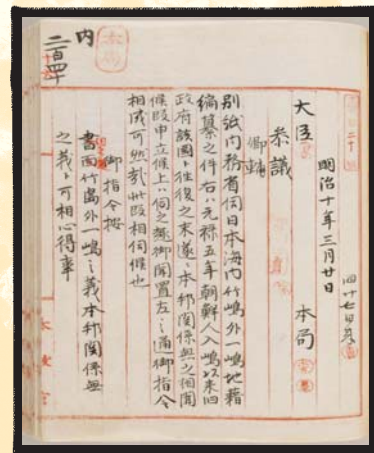 明治十年三月廿日
大臣
本局
参議
卿輔
別紙内務省伺日本海内竹嶋外一嶋地籍
編纂之件右ハ元禄五年朝鮮人入嶋以来旧
政府該国ト往復之末遂ニ本邦関係無之相聞
候段申立候上ハ伺之趣御聞置左之通御指令
相成可然哉此段相伺候也
御指令按
書面竹島外一嶋之義本邦関係無
之義ト可相心得事
内